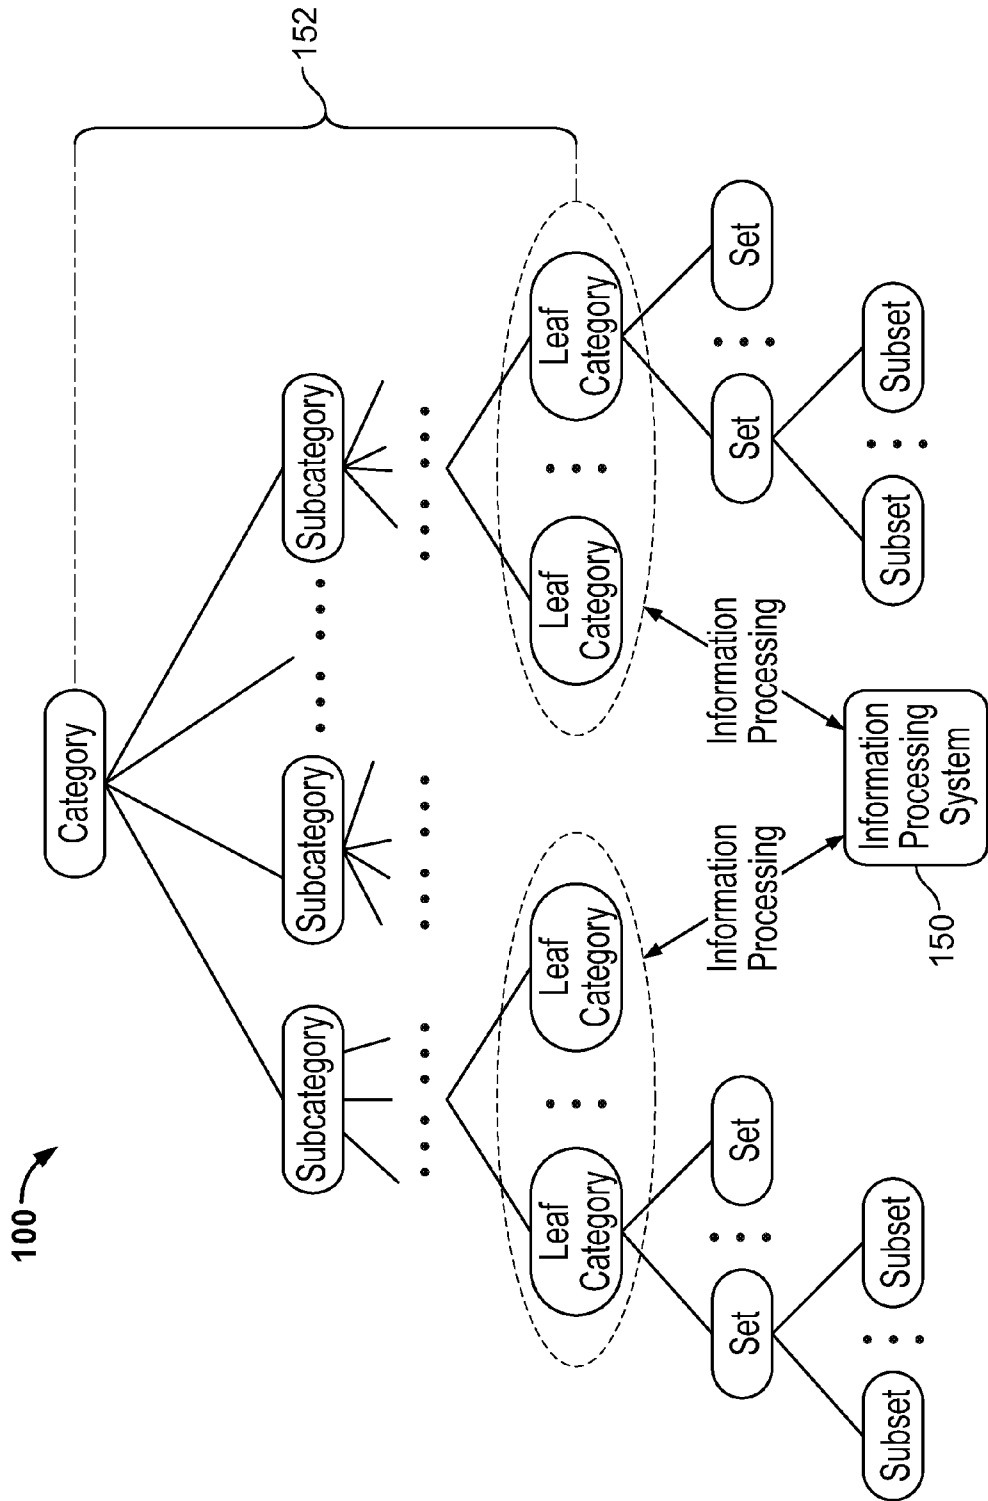 100
Category
152
Subcategory
Subcategory
Subcategory
Leaf
Category
Leaf
Category
Leaf
Category
Leaf
Category
Set
Set
Information
Processing
Information
Processing
Set
Set
Subset
Subset
Information
Processing
System
150
Subset
Subset